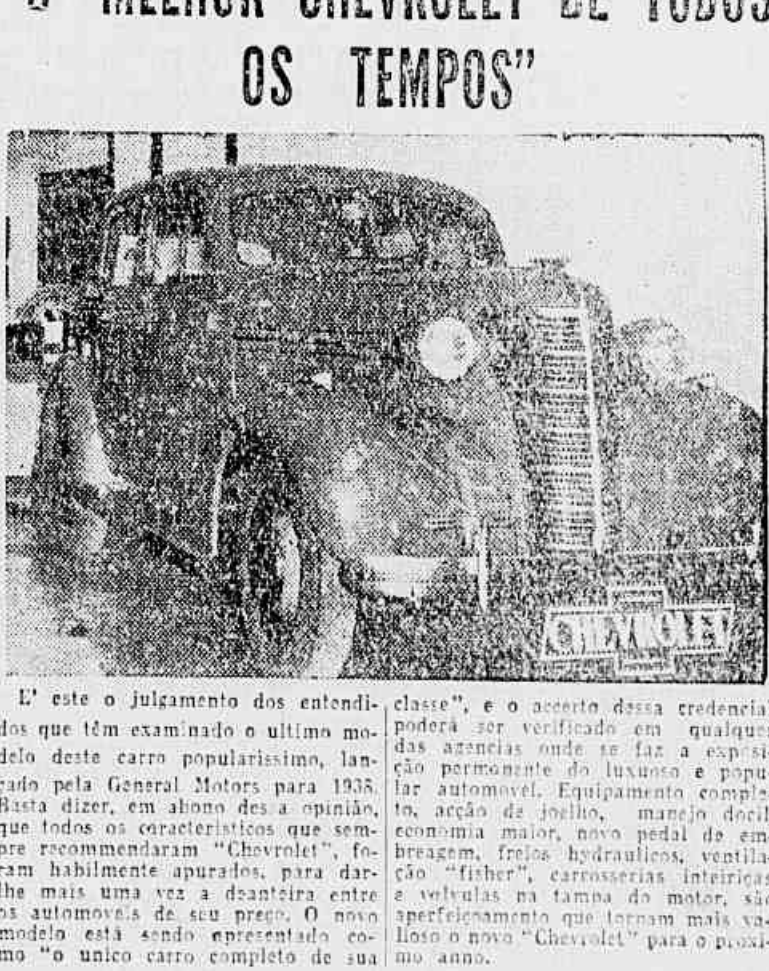 MELHOR CHEVROLET DE TODOS
OS TEMPOS"
CHEVROLET
E' este o julgamento dos entendi-
dos que têm examinado o ultimo mo-
delo deste carro popularissimo, lan-
çado pela General Motors para 1938.
Basta dizer, em abono dessa opinião,
que todos os caracteristicos que sem-
pre recommendaram "Chevrolet", fo-
ram habilmente apurados, para dar-
lhe mais uma vez a deanteira entre
os automoveis de seu preço. O novo
modelo está sendo apresentado co-
mo "o unico carro completo de sua
classe", e o accerto dessa credencial
poderá ser verificado em qualquer
das agencias onde se faz a exposi-
ção permanente do luxuoso e popu-
lar automovel. Equipamento comple-
to, acção de joelho, manejo docil,
economia maior, novo pedal de em-
breagem, freios hydraulicos, ventila-
ção "fisher", carrosserias inteiriças
e valvulas na tampa do motor, são
aperfeiçoamento que tornam mais va-
lioso o novo "Chevrolet" para o proxi-
mo anno.